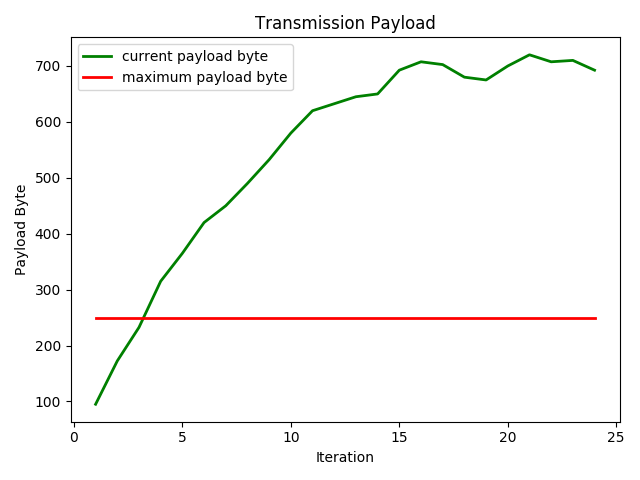 Transmission Payload
current payload byte
maximum payload byte
Payload Byte
700
600
500
400
300
200
100
0 5 10 15 20 25
Iteration